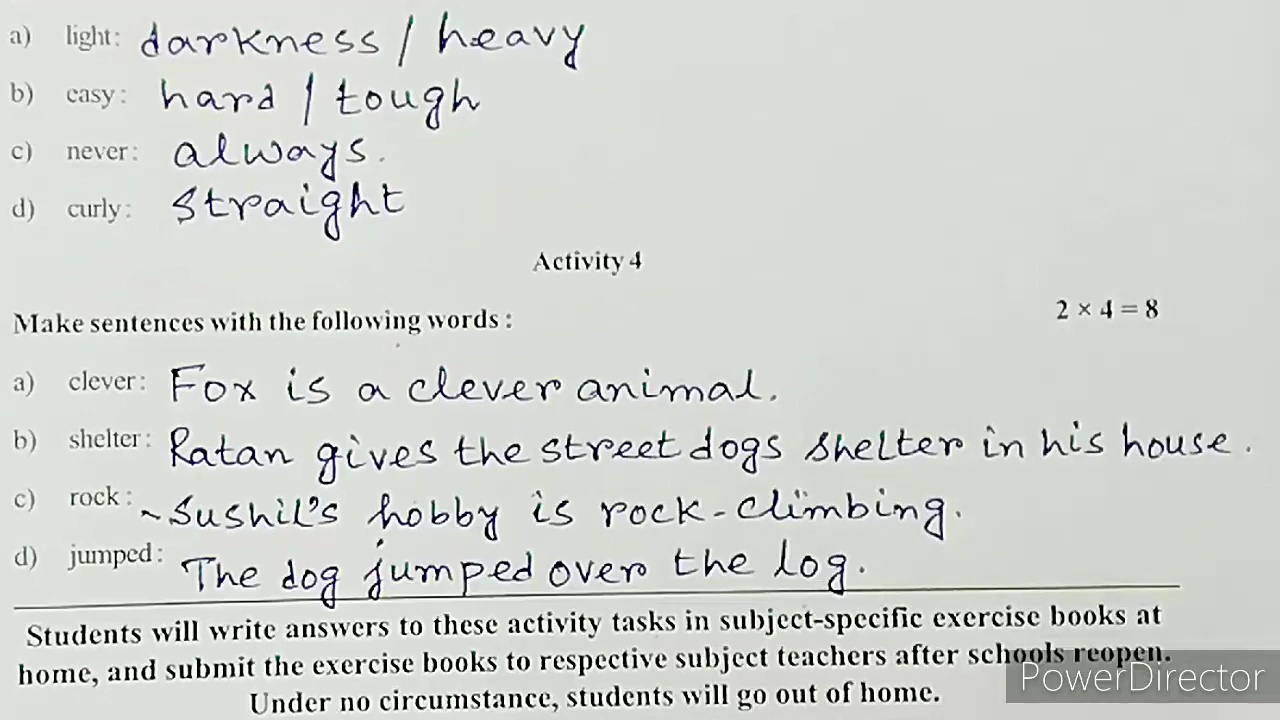 a) light: darkness / heavy
b) easy: hard / tough
c) never: always.
d) curly: straight
Activity 4
Make sentences with the following words : 2 × 4 = 8
a) clever: Fox is a clever animal.
b) shelter: Ratan gives the street dogs shelter in his house.
c) rock: ~Sushil's hobby is rock-climbing.
d) jumped: The dog jumped over the log.
Students will write answers to these activity tasks in subject-specific exercise books at
home, and submit the exercise books to respective subject teachers after schools reopen.
Under no circumstance, students will go out of home.
PowerDirector